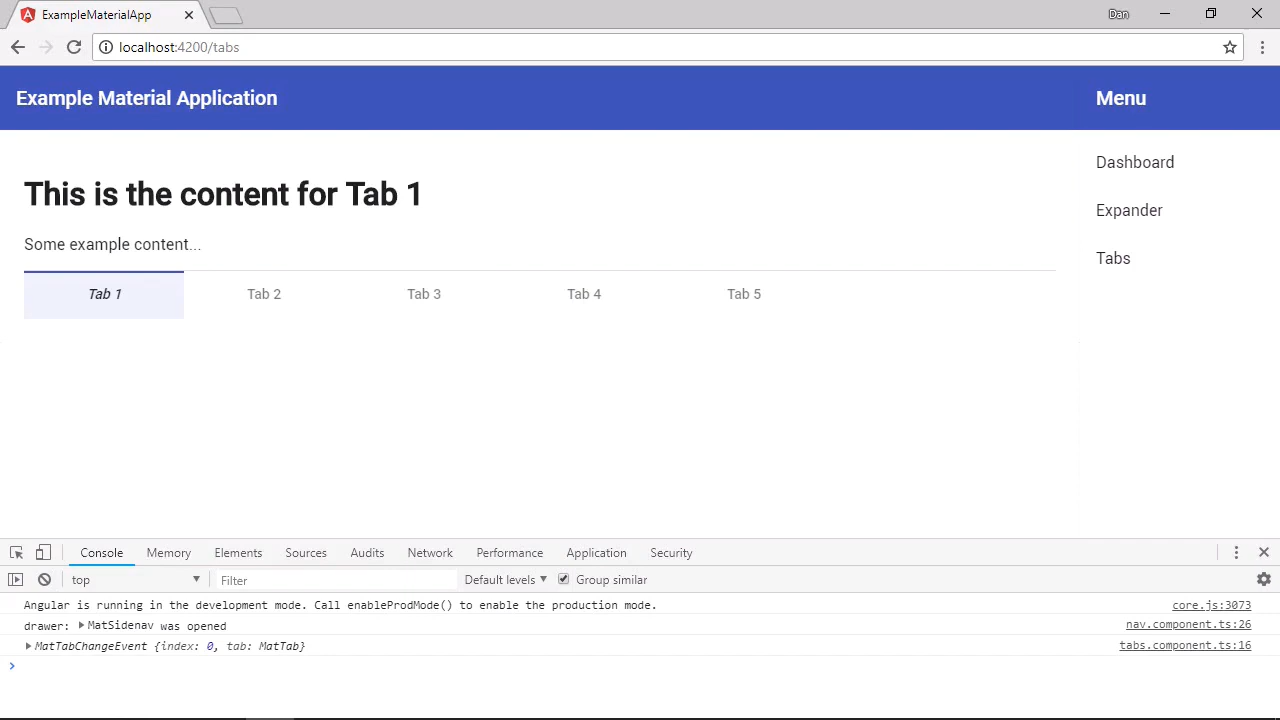 ExampleMaterialApp
Dan
localhost:4200/tabs
Example Material Application
Menu
Dashboard
This is the content for Tab 1
Expander
Some example content...
Tabs
Tab 1 Tab 2 Tab 3 Tab 4 Tab 5
Console Memory Elements Sources Audits Network Performance Application Security
top Filter Default levels Group similar
Angular is running in the development mode. Call enableProdMode() to enable the production mode. core.js:3073
drawer: MatSidenav was opened nav.component.ts:26
MatTabChangeEvent {index: 0, tab: MatTab} tabs.component.ts:16